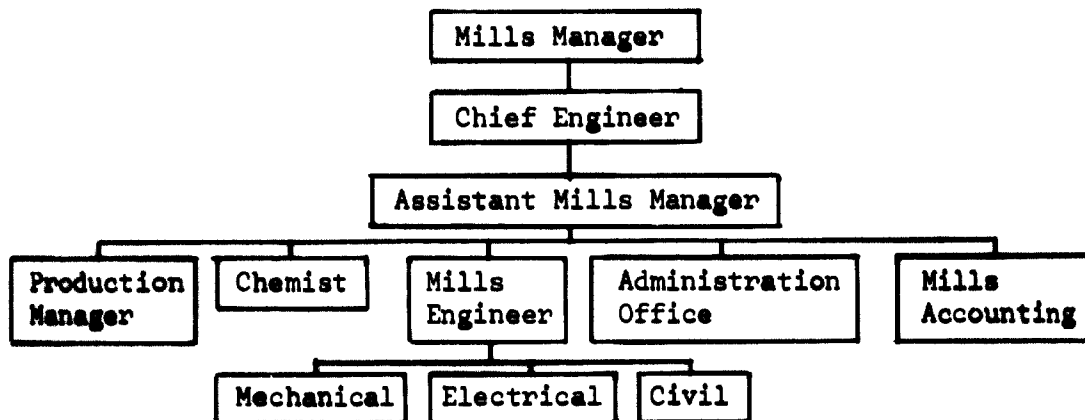 Mills Manager
Chief Engineer
Assistant Mills Manager
Production
Manager
Chemist
Mills
Engineer
Administration
Office
Mills
Accounting
Mechanical
Electrical
Civil